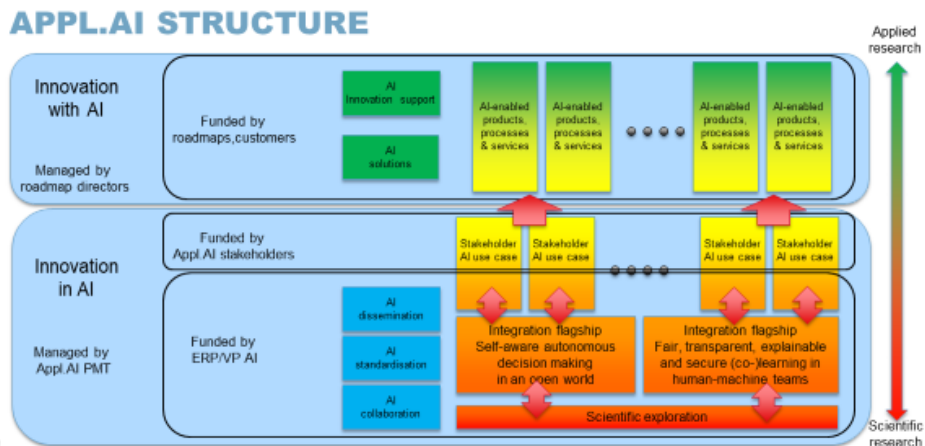 APPL.AI STRUCTURE
Applied
research
Innovation
with AI
Managed by
roadmap directors
Funded by
roadmaps,customers
AI
Innovation support
AI
solutions
AI-enabled
products,
processes
& services
AI-enabled
products,
processes
& services
AI-enabled
products,
processes
& services
AI-enabled
products,
processes
& services
Innovation
in AI
Managed by
Appl.AI PMT
Funded by
Appl.AI stakeholders
Stakeholder
AI use case
Stakeholder
AI use case
Stakeholder
AI use case
Stakeholder
AI use case
Funded by
ERP/VP AI
AI
dissemination
AI
standardisation
AI
collaboration
Integration flagship
Self-aware autonomous
decision making
in an open world
Integration flagship
Fair, transparent, explainable
and secure (co-)learning in
human-machine teams
Scientific exploration
Scientific
research